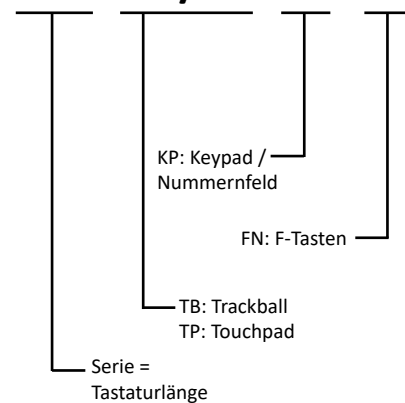 KP: Keypad /
Nummernfeld
FN: F-Tasten
TB: Trackball
TP: Touchpad
Serie =
Tastaturlänge